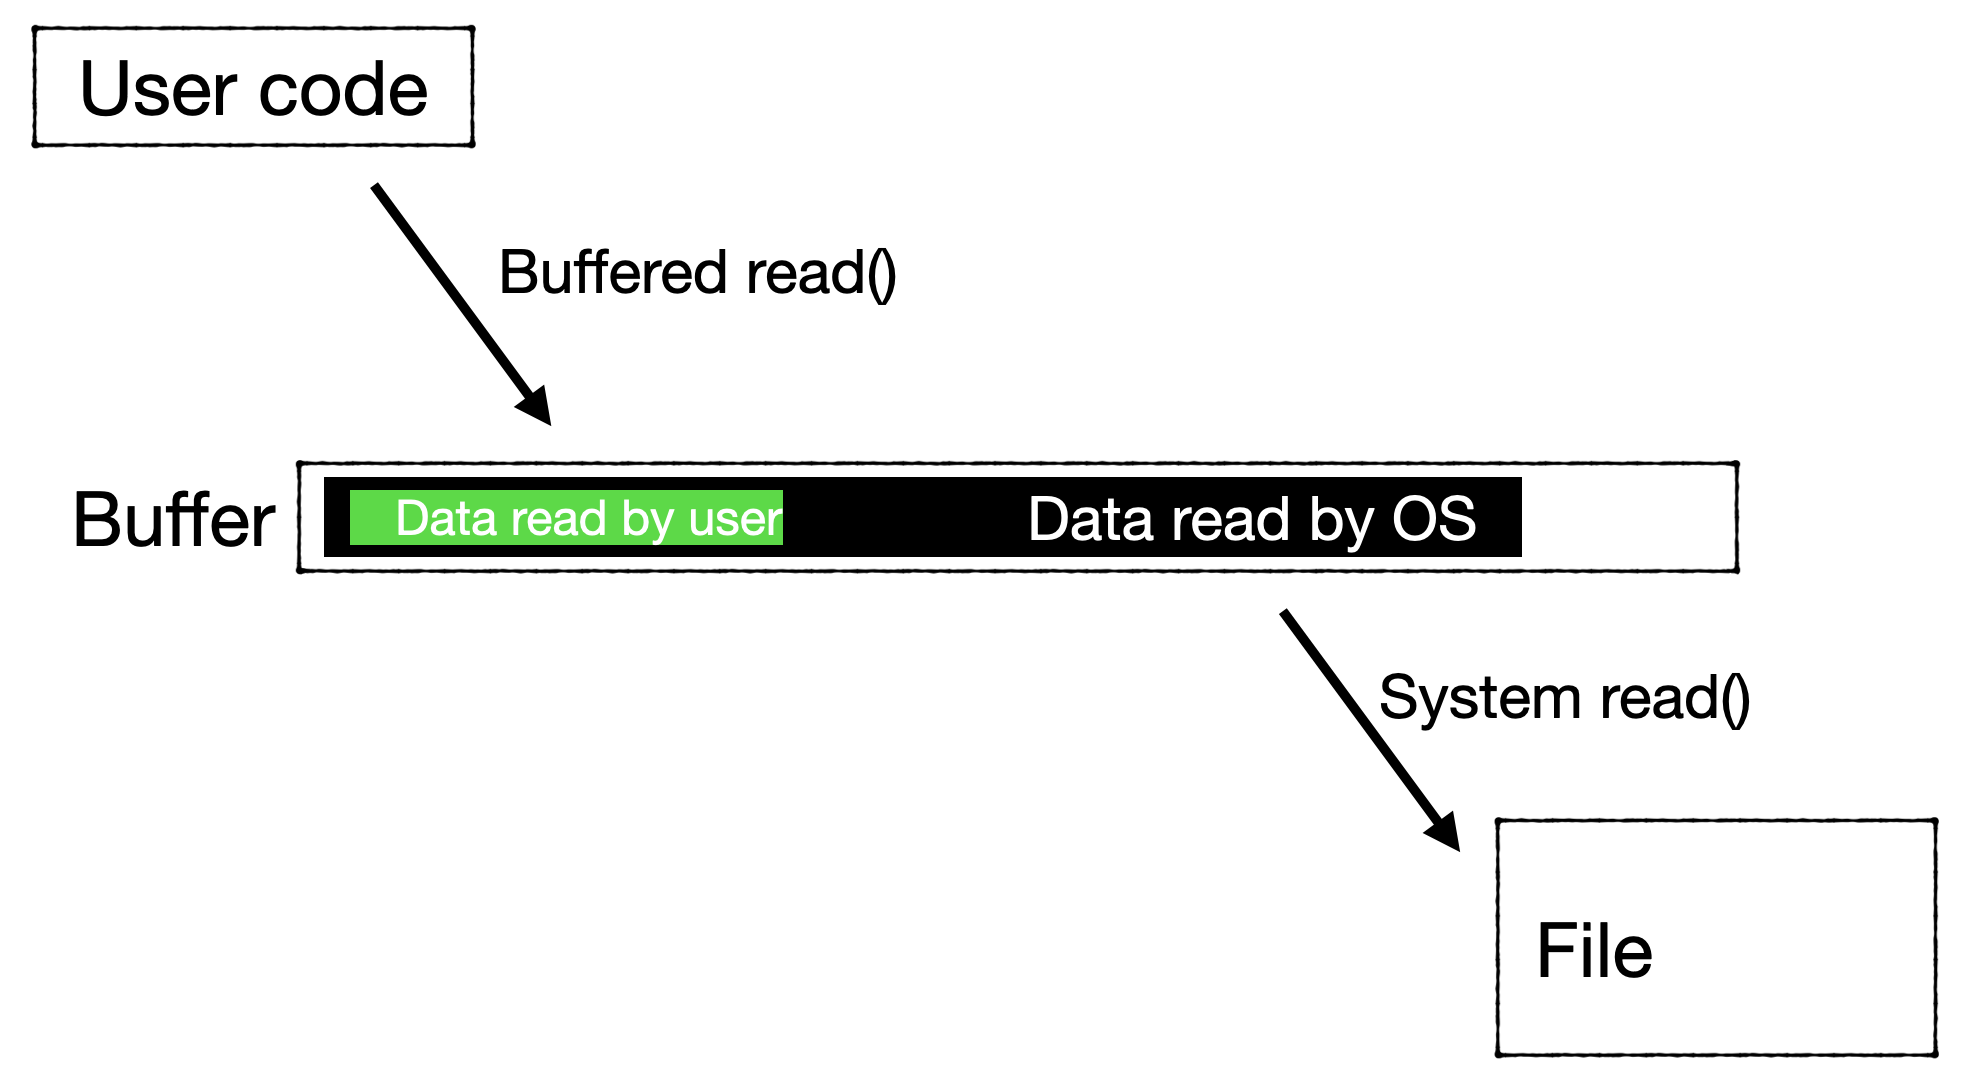 User code
Buffered read()
Buffer
Data read by user
Data read by OS
System read()
File